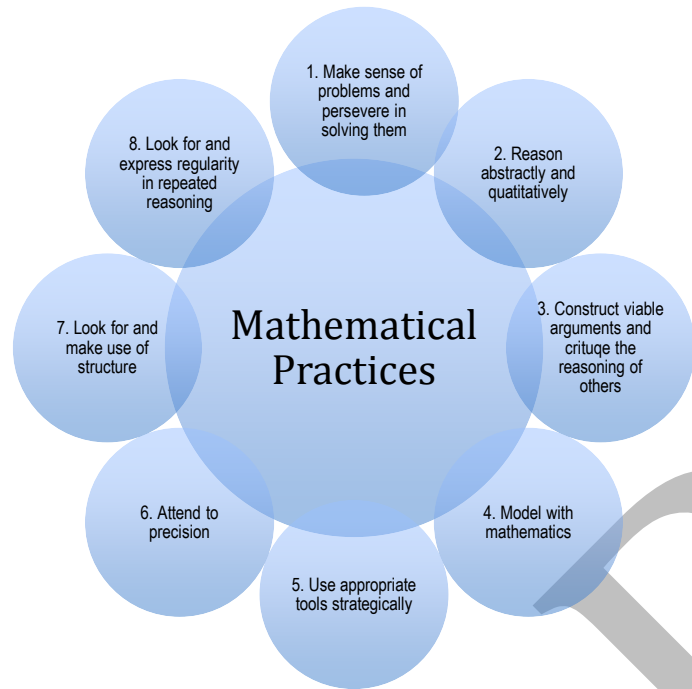 1. Make sense of
problems and
persevere in
solving them
2. Reason
abstractly and
quatitatively
3. Construct viable
arguments and
crituqe the
reasoning of
others
4. Model with
mathematics
5. Use appropriate
tools strategically
6. Attend to
precision
7. Look for and
make use of
structure
8. Look for and
express regularity
in repeated
reasoning
Mathematical
Practices